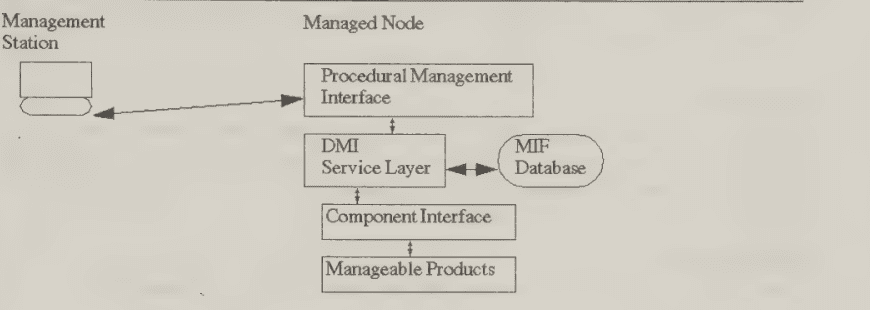 Management
Station
Managed Node
Procedural Management
Interface
DMI
Service Layer
MIF
Database
Component Interface
Manageable Products